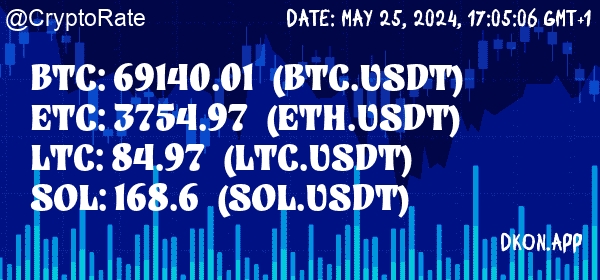 @CryptoRate
DATE: MAY 25, 2024, 17:05:06 GMT+1
BTC: 69140.01 (BTC.USDT)
ETC: 3754.97 (ETH.USDT)
LTC: 84.97 (LTC.USDT)
SOL: 168.6 (SOL.USDT)
DKON.APP